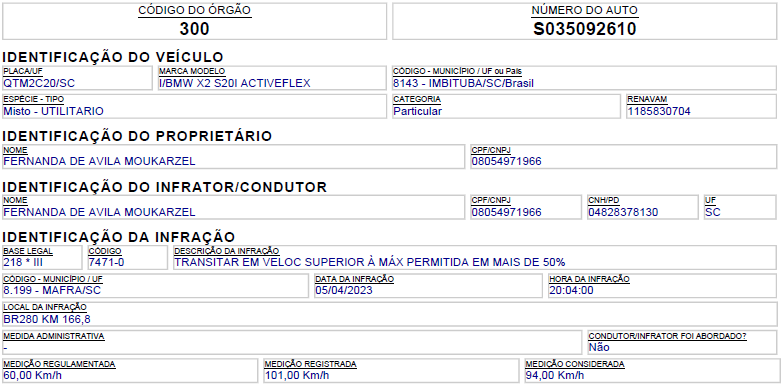 CÓDIGO DO ÓRGÃO NÚMERO DO AUTO
300 S035092610
IDENTIFICAÇÃO DO VEÍCULO
PLACA/UF MARCA MODELO CÓDIGO - MUNICÍPIO / UF ou País
QTM2C20/SC I/BMW X2 S20I ACTIVEFLEX 8143 - IMBITUBA/SC/Brasil
ESPÉCIE - TIPO CATEGORIA RENAVAM
Misto - UTILITARIO Particular 1185830704
IDENTIFICAÇÃO DO PROPRIETÁRIO
NOME CPF/CNPJ
FERNANDA DE AVILA MOUKARZEL 08054971966
IDENTIFICAÇÃO DO INFRATOR/CONDUTOR
NOME CPF/CNPJ CNH/PD UF
FERNANDA DE AVILA MOUKARZEL 08054971966 04828378130 SC
IDENTIFICAÇÃO DA INFRAÇÃO
BASE LEGAL CÓDIGO DESCRIÇÃO DA INFRAÇÃO
218 * III 7471-0 TRANSITAR EM VELOC SUPERIOR À MÁX PERMITIDA EM MAIS DE 50%
CÓDIGO - MUNICÍPIO / UF DATA DA INFRAÇÃO HORA DA INFRAÇÃO
8.199 - MAFRA/SC 05/04/2023 20:04:00
LOCAL DA INFRAÇÃO
BR280 KM 166,8
MEDIDA ADMINISTRATIVA CONDUTOR/INFRATOR FOI ABORDADO?
- Não
MEDIÇÃO REGULAMENTADA MEDIÇÃO REGISTRADA MEDIÇÃO CONSIDERADA
60,00 Km/h 101,00 Km/h 94,00 Km/h